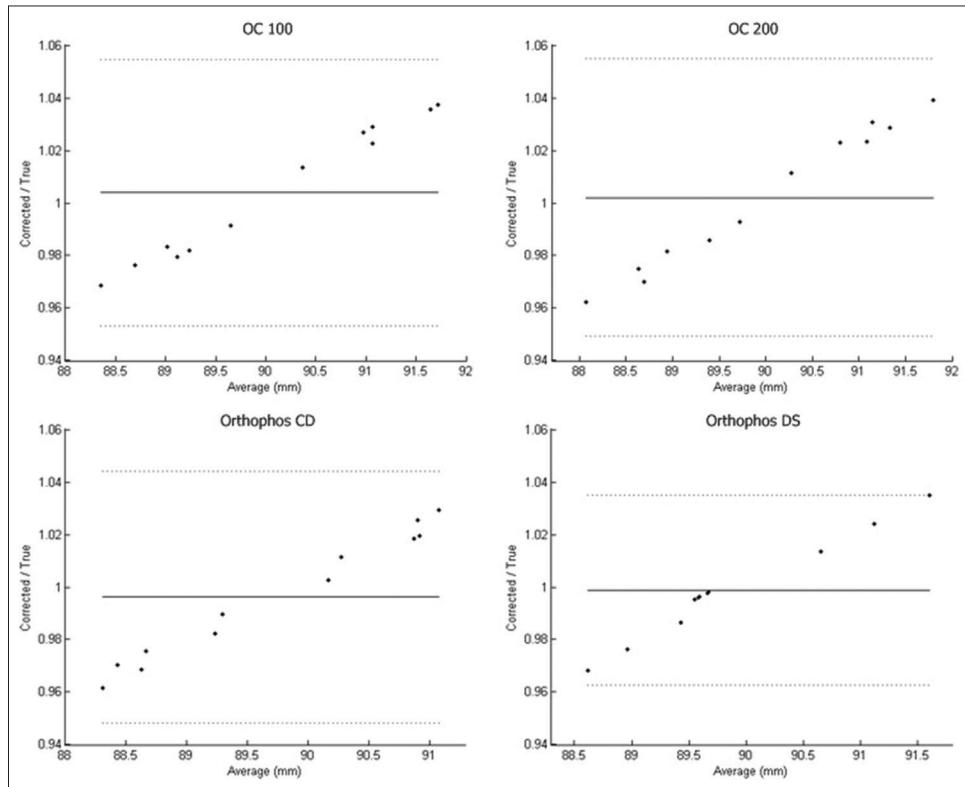 OC 100
1.06
1.04
1.02
1
0.98
0.96
0.94
Corrected / True
88 88.5 89 89.5 90 90.5 91 91.5 92
Average (mm)
OC 200
1.06
1.04
1.02
1
0.98
0.96
0.94
Corrected / True
87.5 88 88.5 89 89.5 90 90.5 91 91.5 92
Average (mm)
Orthophos CD
1.06
1.04
1.02
1
0.98
0.96
0.94
Corrected / True
88 88.5 89 89.5 90 90.5 91
Average (mm)
Orthophos DS
1.06
1.04
1.02
1
0.98
0.96
0.94
Corrected / True
88.5 89 89.5 90 90.5 91 91.5
Average (mm)